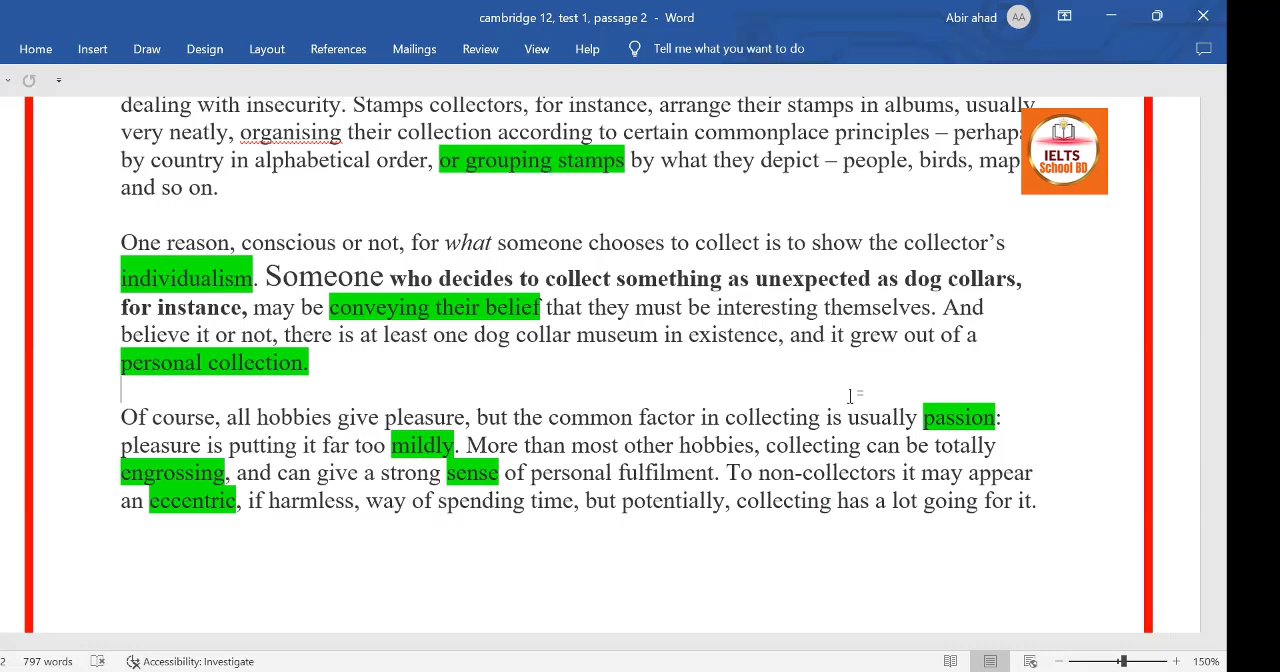 cambridge 12, test 1, passage 2 - Word
Abir ahad
AA
Home Insert Draw Design Layout References Mailings Review View Help Tell me what you want to do
dealing with insecurity. Stamps collectors, for instance, arrange their stamps in albums, usually
very neatly, organising their collection according to certain commonplace principles – perhaps
by country in alphabetical order, or grouping stamps by what they depict – people, birds, map
and so on.
IELTS
School BD
One reason, conscious or not, for what someone chooses to collect is to show the collector's
individualism. Someone who decides to collect something as unexpected as dog collars,
for instance, may be conveying their belief that they must be interesting themselves. And
believe it or not, there is at least one dog collar museum in existence, and it grew out of a
personal collection.
Of course, all hobbies give pleasure, but the common factor in collecting is usually passion:
pleasure is putting it far too mildly. More than most other hobbies, collecting can be totally
engrossing, and can give a strong sense of personal fulfilment. To non-collectors it may appear
an eccentric, if harmless, way of spending time, but potentially, collecting has a lot going for it.
2 797 words Accessibility: Investigate 150%